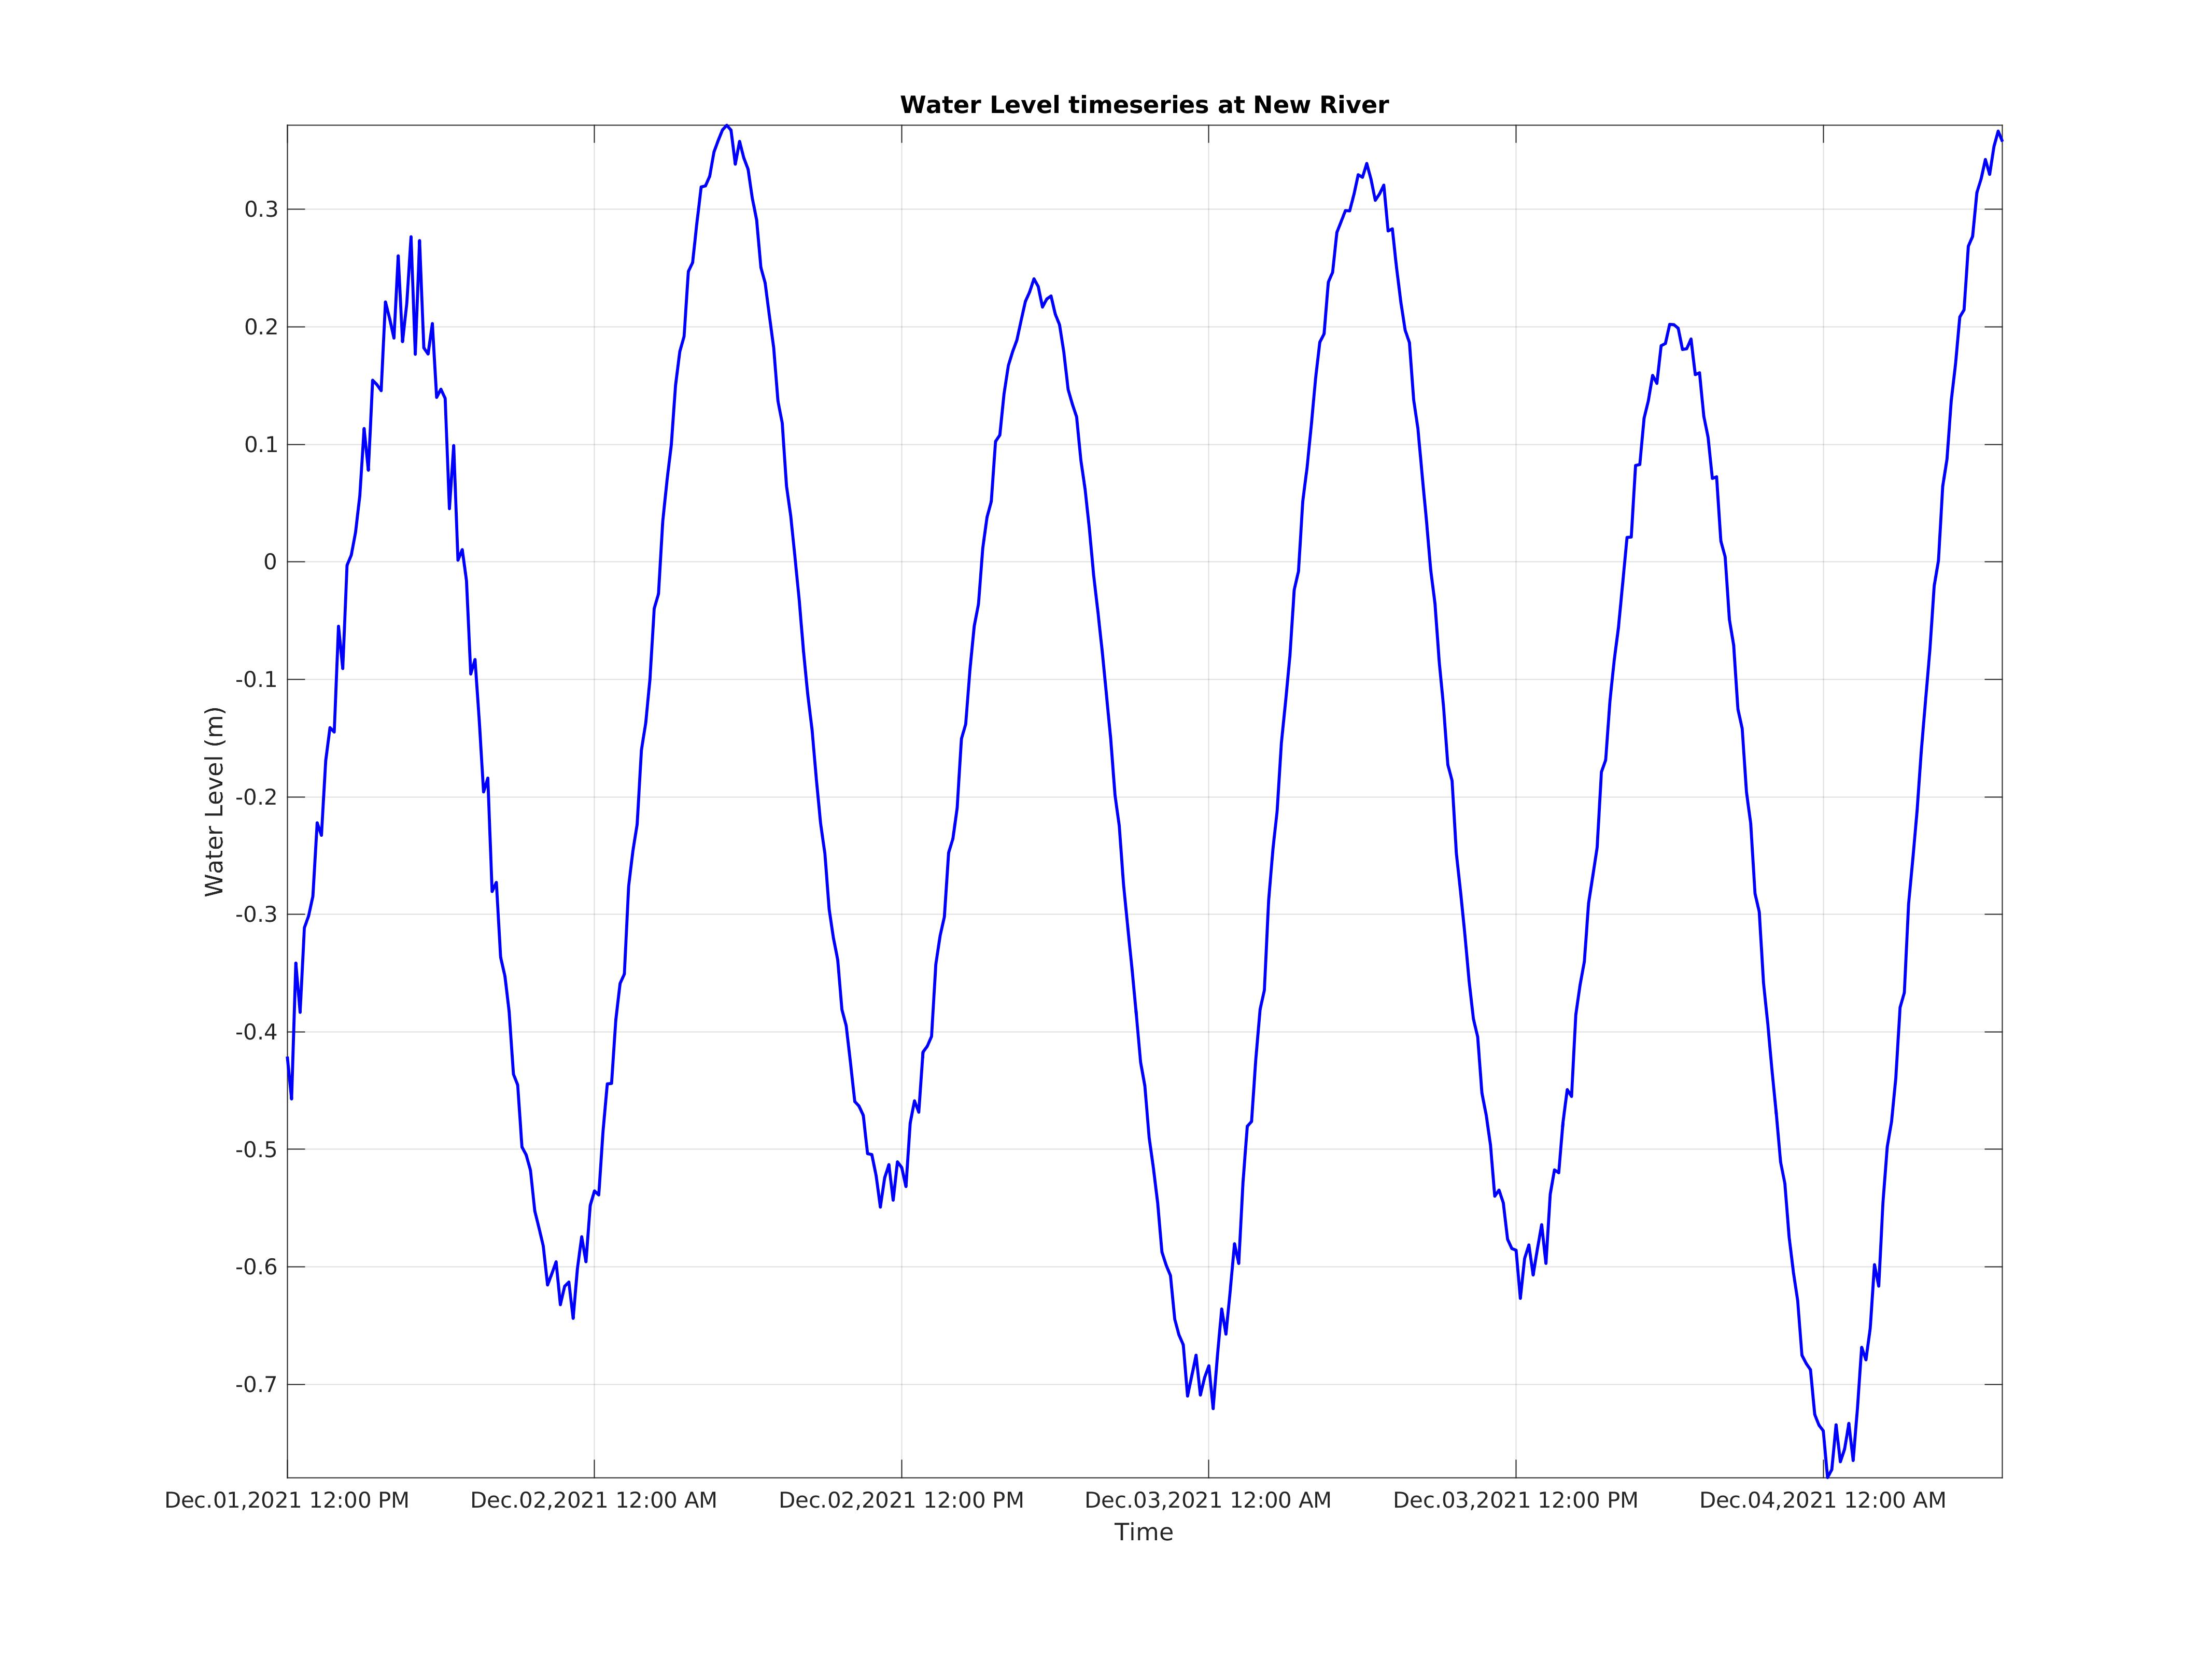 Water Level timeseries at New River
Water Level (m)
0.3
0.2
0.1
0
-0.1
-0.2
-0.3
-0.4
-0.5
-0.6
-0.7
Dec.01,2021 12:00 PM
Dec.02,2021 12:00 AM
Dec.02,2021 12:00 PM
Dec.03,2021 12:00 AM
Dec.03,2021 12:00 PM
Dec.04,2021 12:00 AM
Time